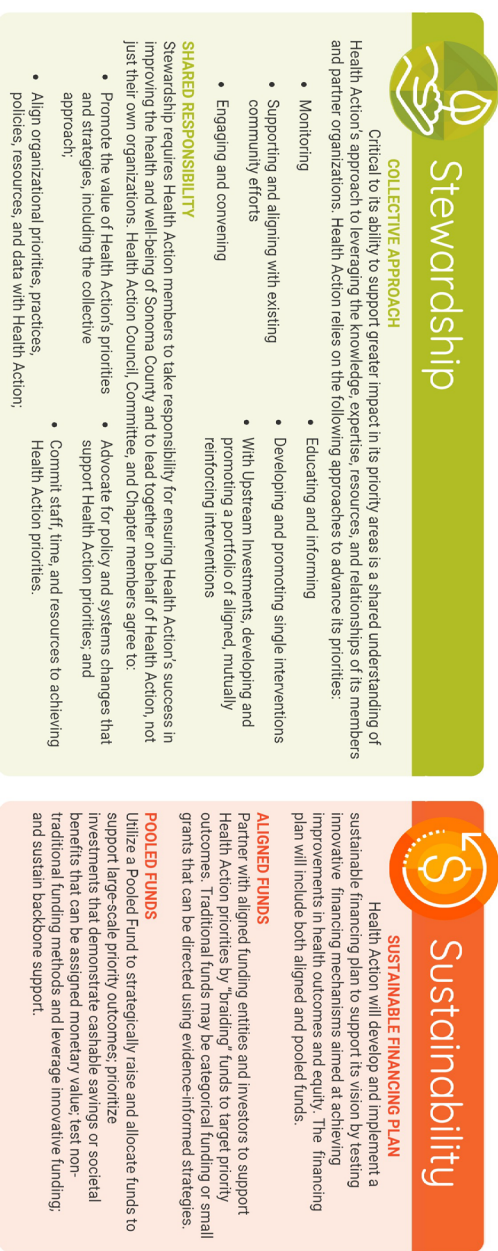 Stewardship
COLLECTIVE APPROACH
Critical to its ability to support greater impact in its priority areas is a shared understanding of
Health Action's approach to leveraging the knowledge, expertise, resources, and relationships of its members
and partner organizations. Health Action relies on the following approaches to advance its priorities:
• Monitoring
• Supporting and aligning with existing
community efforts
• Engaging and convening
• Educating and informing
• Developing and promoting single interventions
• With Upstream Investments, developing and
promoting a portfolio of aligned, mutually
reinforcing interventions
SHARED RESPONSIBILITY
Stewardship requires Health Action members to take responsibility for ensuring Health Action's success in
improving the health and well-being of Sonoma County and to lead together on behalf of Health Action, not
just their own organizations. Health Action Council, Committee, and Chapter members agree to:
• Promote the value of Health Action's priorities
and strategies, including the collective
approach;
• Align organizational priorities, practices,
policies, resources, and data with Health Action;
• Advocate for policy and systems changes that
support Health Action priorities; and
• Commit staff, time, and resources to achieving
Health Action priorities.
$
Sustainability
SUSTAINABLE FINANCING PLAN
Health Action will develop and implement a
sustainable financing plan to support its vision by testing
innovative financing mechanisms aimed at achieving
improvements in health outcomes and equity. The financing
plan will include both aligned and pooled funds.
ALIGNED FUNDS
Partner with aligned funding entities and investors to support
Health Action priorities by "braiding" funds to target priority
outcomes. Traditional funds may be categorical funding or small
grants that can be directed using evidence-informed strategies.
POOLED FUNDS
Utilize a Pooled Fund to strategically raise and allocate funds to
support large-scale priority outcomes; prioritize
investments that demonstrate cashable savings or societal
benefits that can be assigned monetary value; test non-
traditional funding methods and leverage innovative funding;
and sustain backbone support.